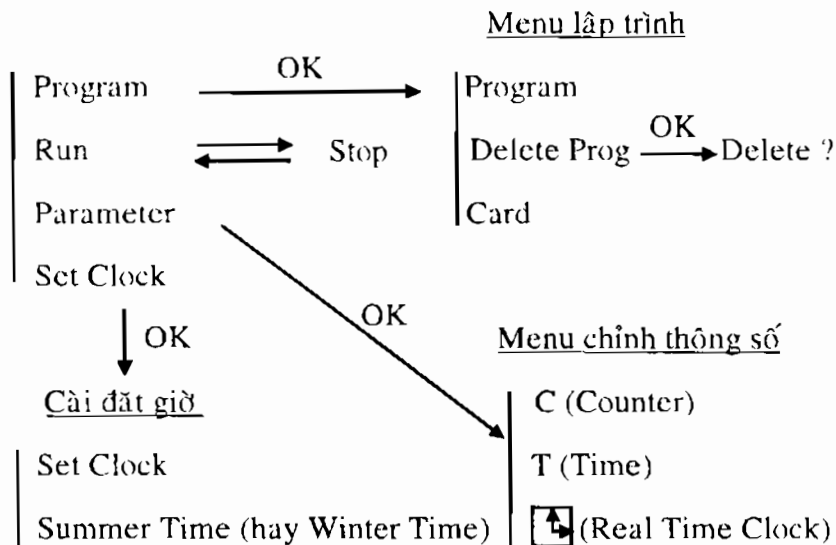 Menu lập trình
Program
OK
Program
Run
Stop
Delete Prog
OK
Delete ?
Parameter
Card
Set Clock
OK
OK
Menu chỉnh thông số
Cài đặt giờ
C (Counter)
Set Clock
T (Time)
Summer Time (hay Winter Time)
(Real Time Clock)